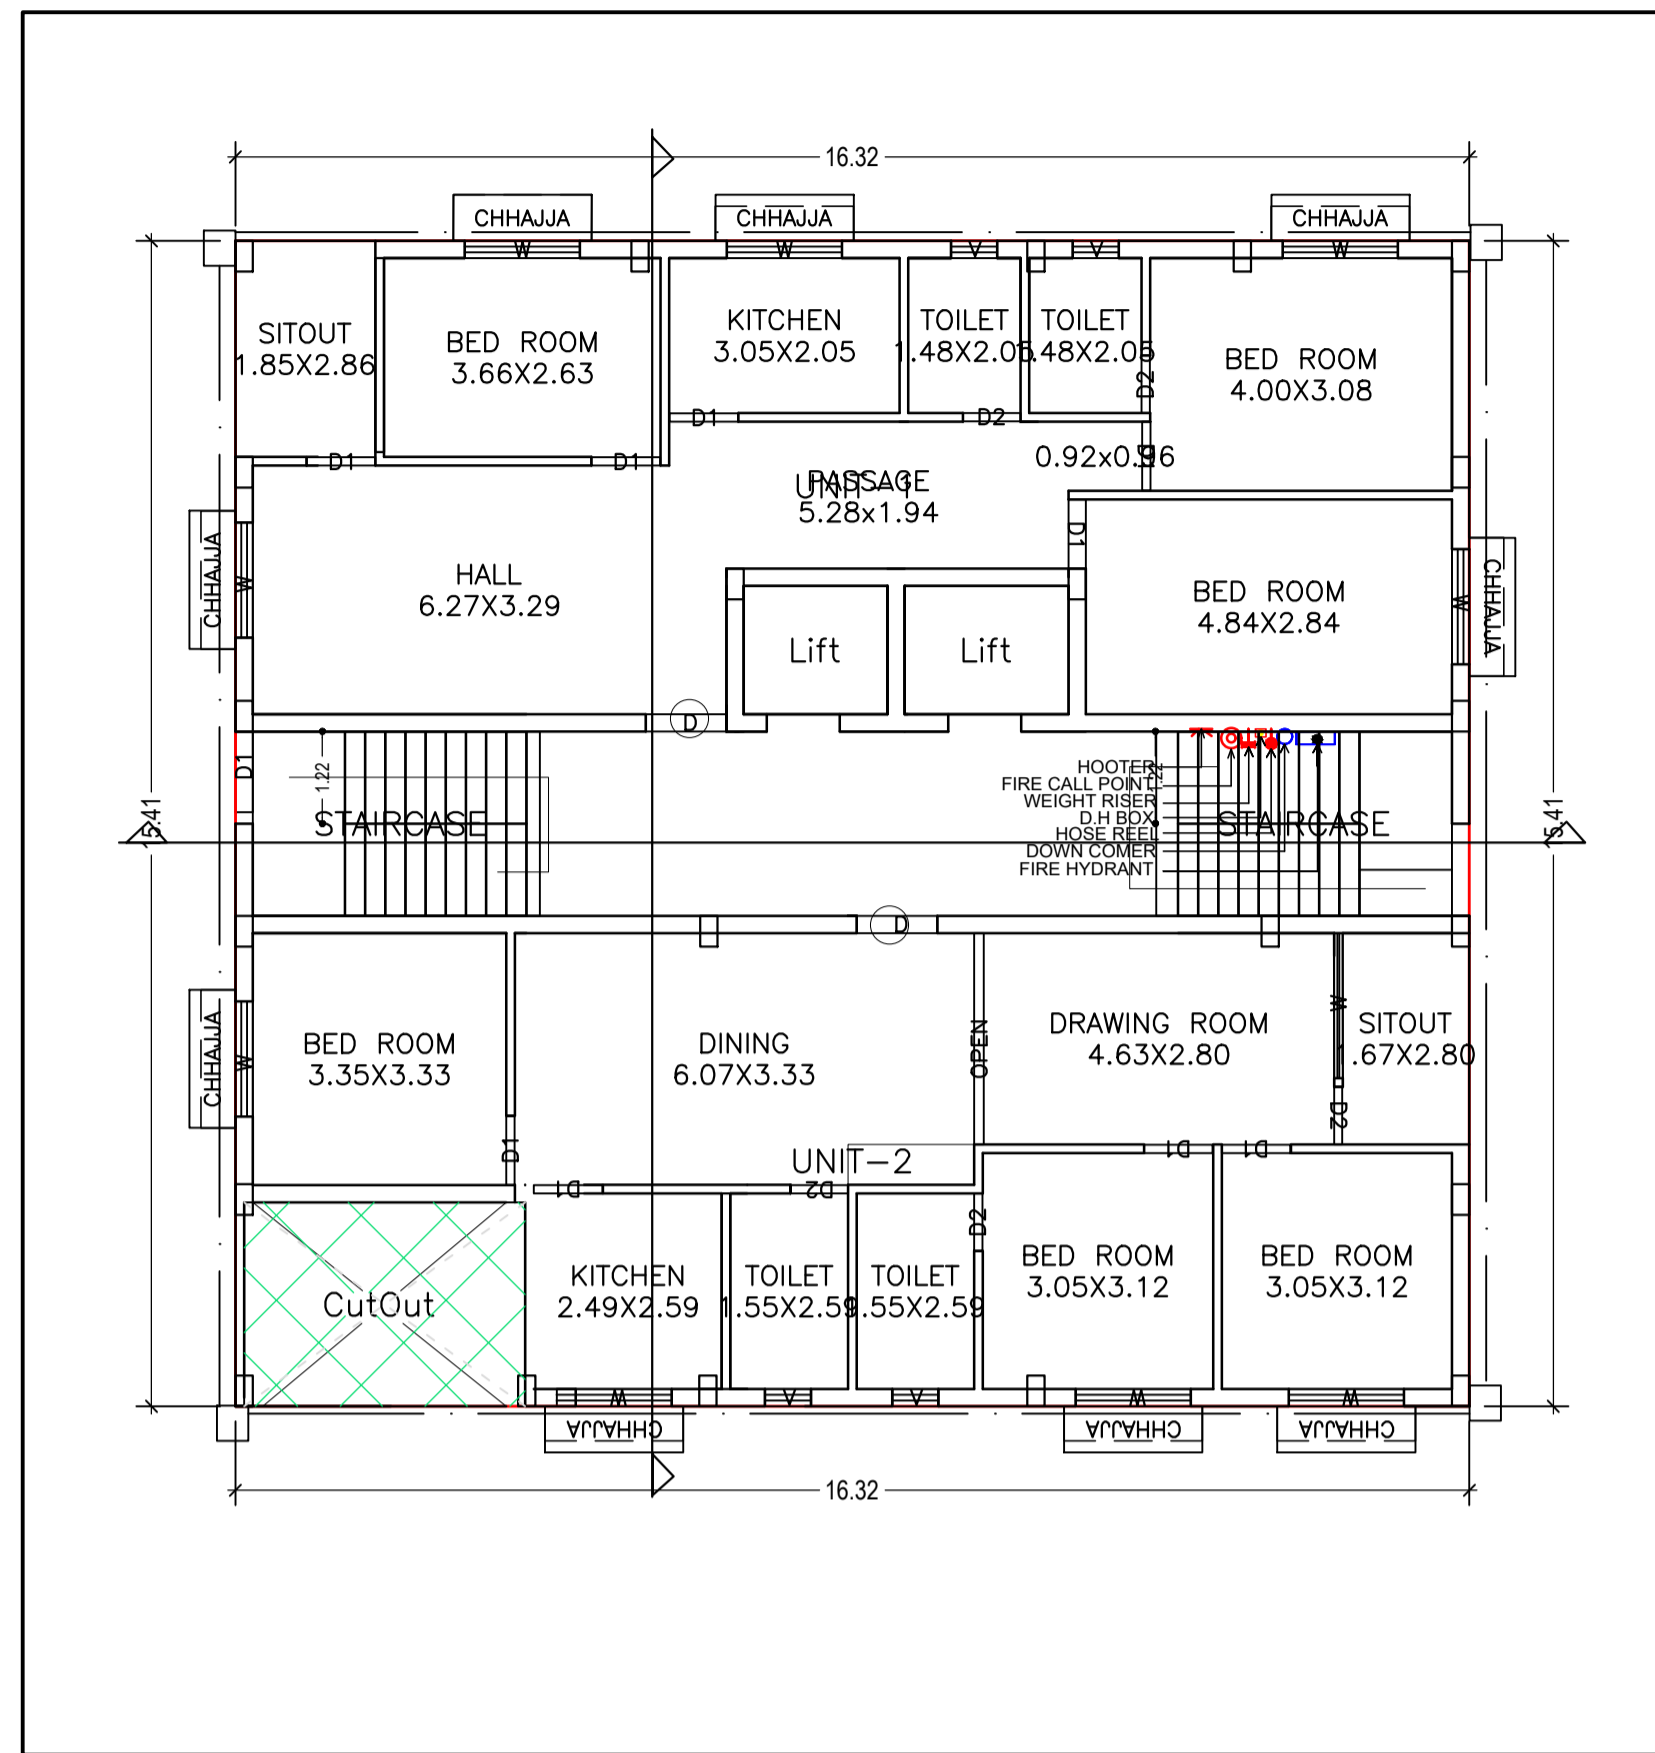 16.32
CHHAJJA
CHHAJJA
CHHAJJA
W
W
V
V
W
SITOUT
1.85X2.86
BED ROOM
3.66X2.63
KITCHEN
3.05X2.05
TOILET
1.48X2.05
TOILET
1.48X2.05
BED ROOM
4.00X3.08
D2
D1
D2
D1
D1
0.92x0.96
D1
UNIT-1
PASSAGE
5.28x1.94
D1
CHHAJJA
W
HALL
6.27X3.29
Lift
Lift
BED ROOM
4.84X2.84
W
CHHAJJA
D
D1
1.22
STAIRCASE
15.41
HOOTER
FIRE CALL POINT
WEIGHT RISER
D.H BOX
HOSE REEL
DOWN COMER
FIRE HYDRANT
1.22
STAIRCASE
15.41
D
CHHAJJA
W
BED ROOM
3.35X3.33
DINING
6.07X3.33
OPEN
DRAWING ROOM
4.63X2.80
W
SITOUT
1.67X2.80
D2
D1
D1
D1
UNIT-2
D1
D2
D2
CutOut
KITCHEN
2.49X2.59
TOILET
1.55X2.59
TOILET
1.55X2.59
BED ROOM
3.05X3.12
BED ROOM
3.05X3.12
W
V
V
W
W
CHHAJJA
CHHAJJA
CHHAJJA
16.32